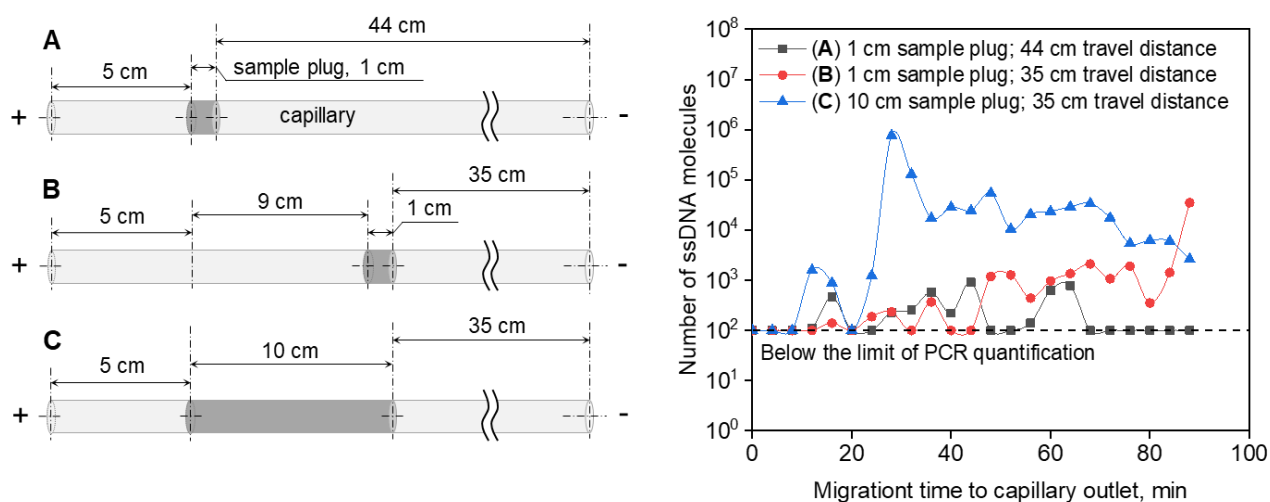 A
44 cm
5 cm
sample plug, 1 cm
+
capillary
-
B
35 cm
9 cm
5 cm
1 cm
+
-
C
35 cm
10 cm
5 cm
+
-
Number of ssDNA molecules
10⁸
10⁷
10⁶
10⁵
10⁴
10³
10²
10¹
10⁰
(A) 1 cm sample plug; 44 cm travel distance
(B) 1 cm sample plug; 35 cm travel distance
(C) 10 cm sample plug; 35 cm travel distance
Below the limit of PCR quantification
0 20 40 60 80 100
Migrationt time to capillary outlet, min